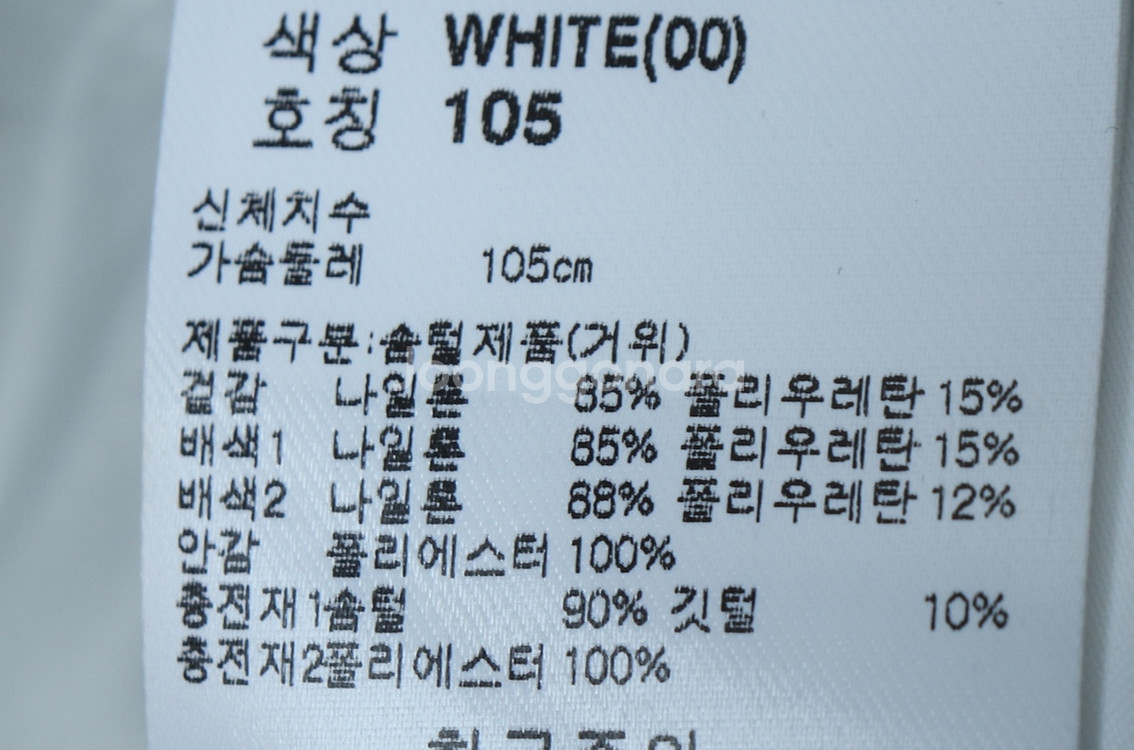 색상 WHITE(00)
호칭 105
신체치수
가슴둘레 105cm
제품구분:솜털제품(거위)
joonggonara
겉감 나일론 85% 폴리우레탄 15%
배색1 나일론 85% 폴리우레탄 15%
배색2 나일론 88% 폴리우레탄 12%
안감 폴리에스터 100%
충전재1솜털 90% 깃털 10%
충전재2폴리에스터 100%